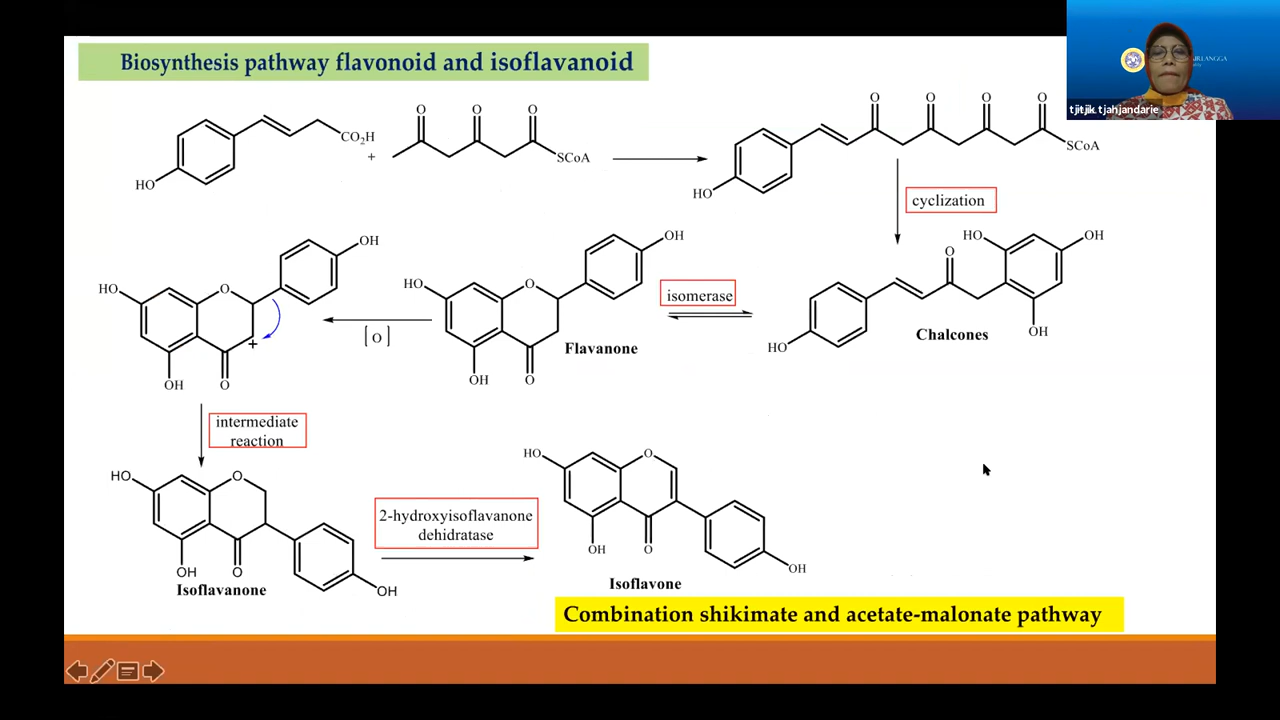 Biosynthesis pathway flavonoid and isoflavanoid
tjitjik. tjahjandarie
O O O
O O O O
CO₂H
+
SCoA
SCoA
HO
HO
cyclization
OH
OH
HO OH
O
HO
O
HO
O
isomerase
[O]
Flavanone
Chalcones
OH
HO
+
OH O
OH O
intermediate
reaction
HO
O
HO
O
2-hydroxyisoflavanone
dehidratase
OH O
OH O
OH
Isoflavanone
OH
Isoflavone
Combination shikimate and acetate-malonate pathway